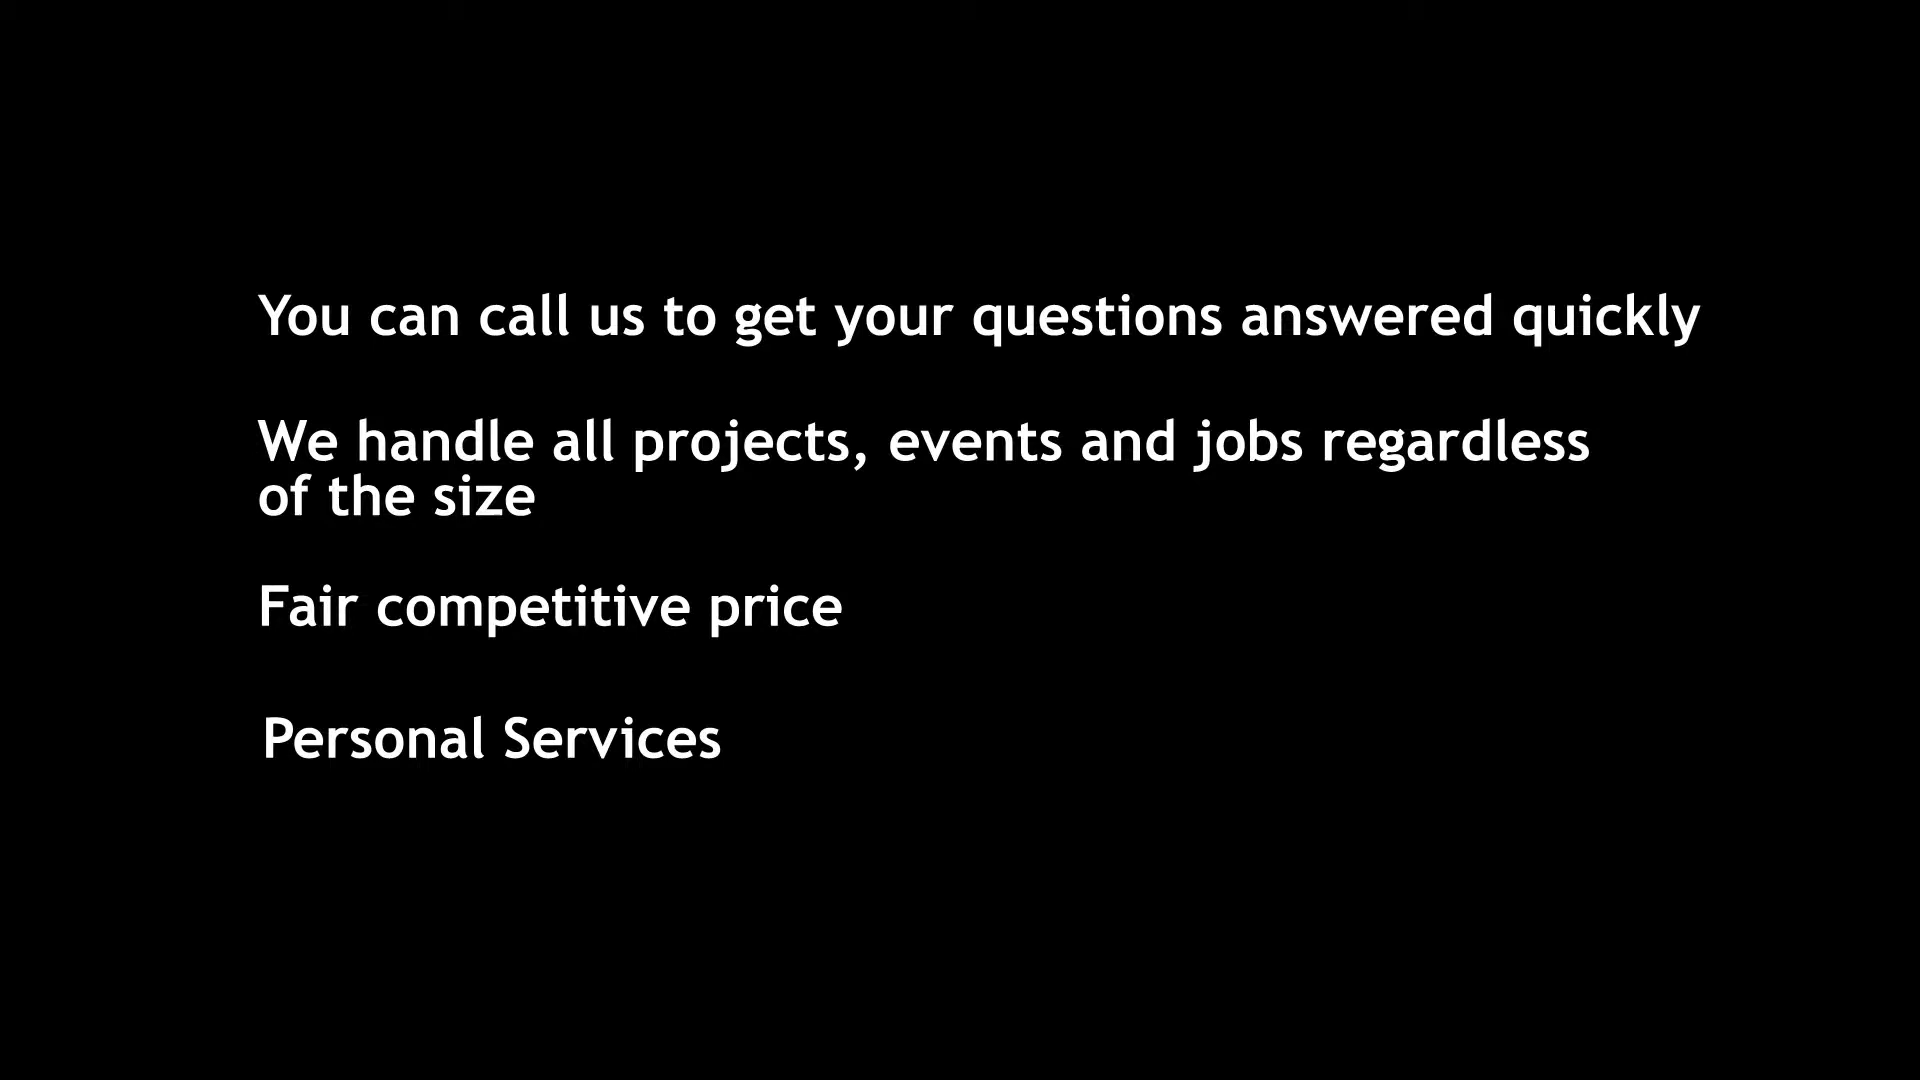 You can call us to get your questions answered quickly
We handle all projects, events and jobs regardless
of the size
Fair competitive price
Personal Services